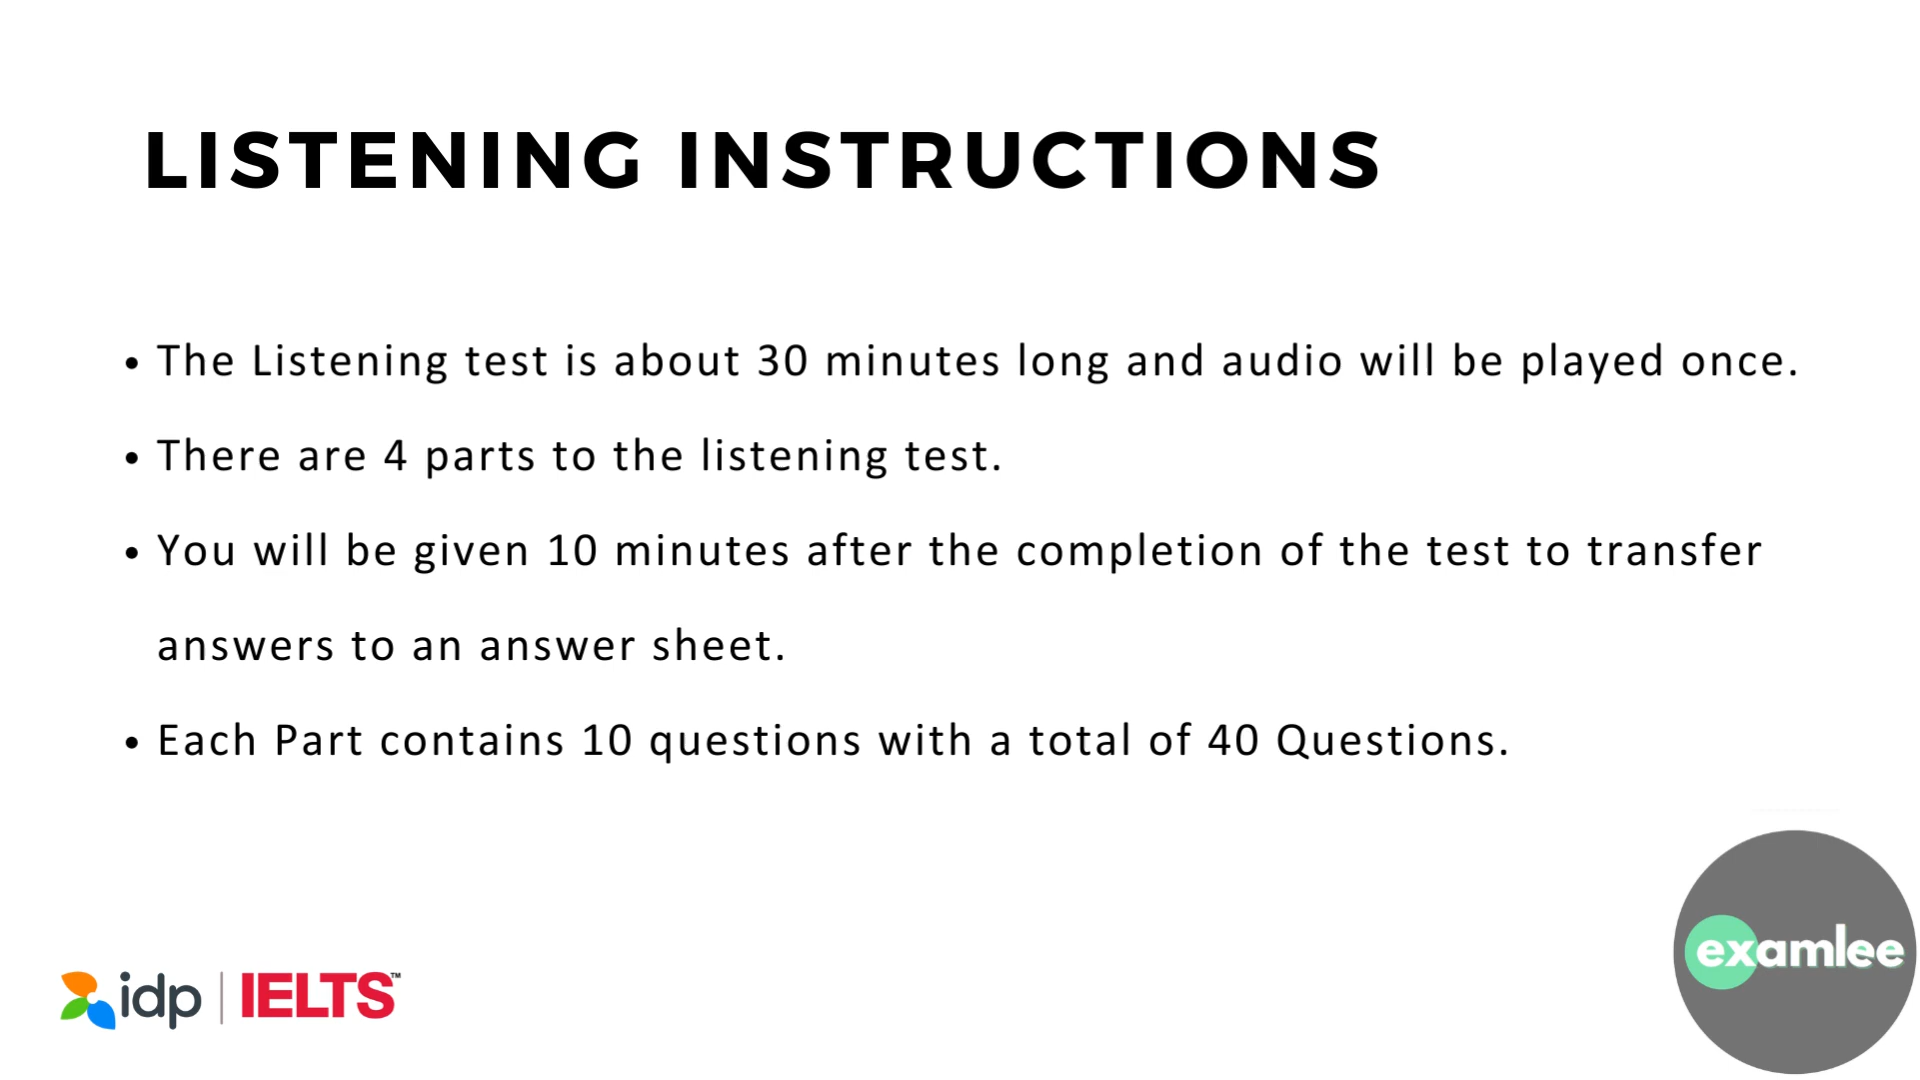 LISTENING INSTRUCTIONS
• The Listening test is about 30 minutes long and audio will be played once.
• There are 4 parts to the listening test.
• You will be given 10 minutes after the completion of the test to transfer
answers to an answer sheet.
• Each Part contains 10 questions with a total of 40 Questions.
examlee
idp | IELTS™